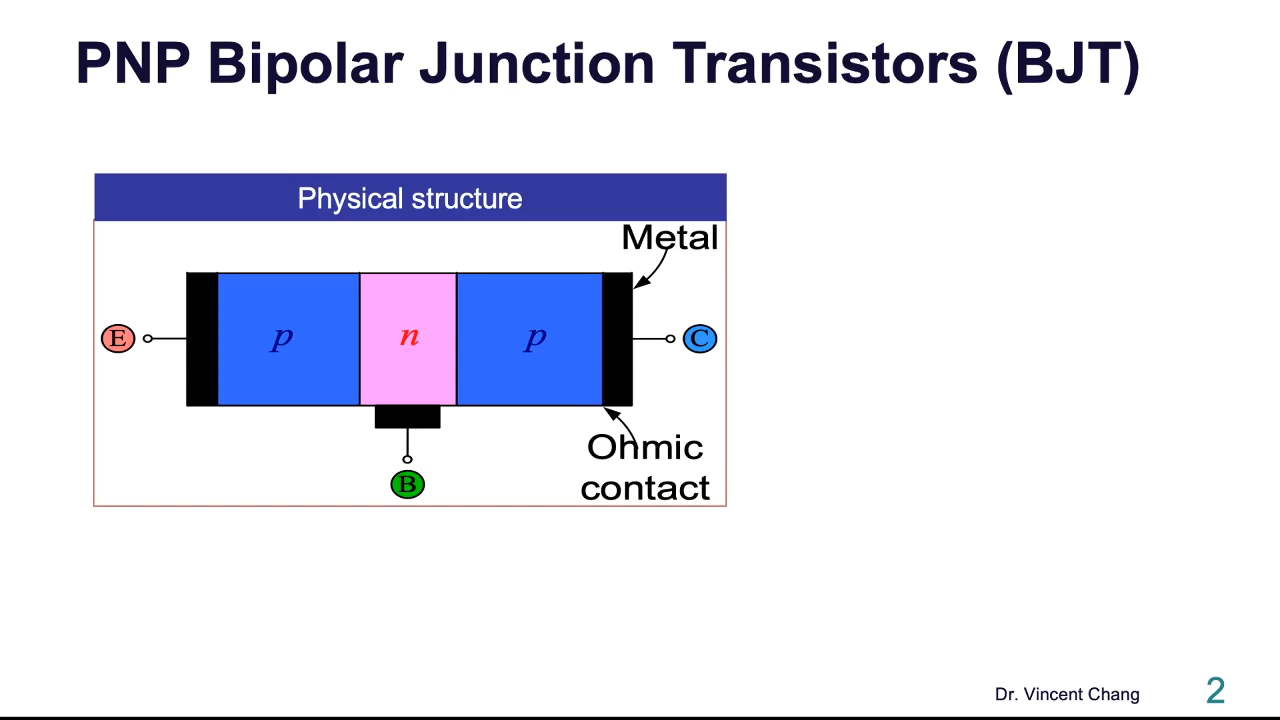 PNP Bipolar Junction Transistors (BJT)
Physical structure
Metal
E
p
n
p
C
Ohmic
contact
B
Dr. Vincent Chang
2